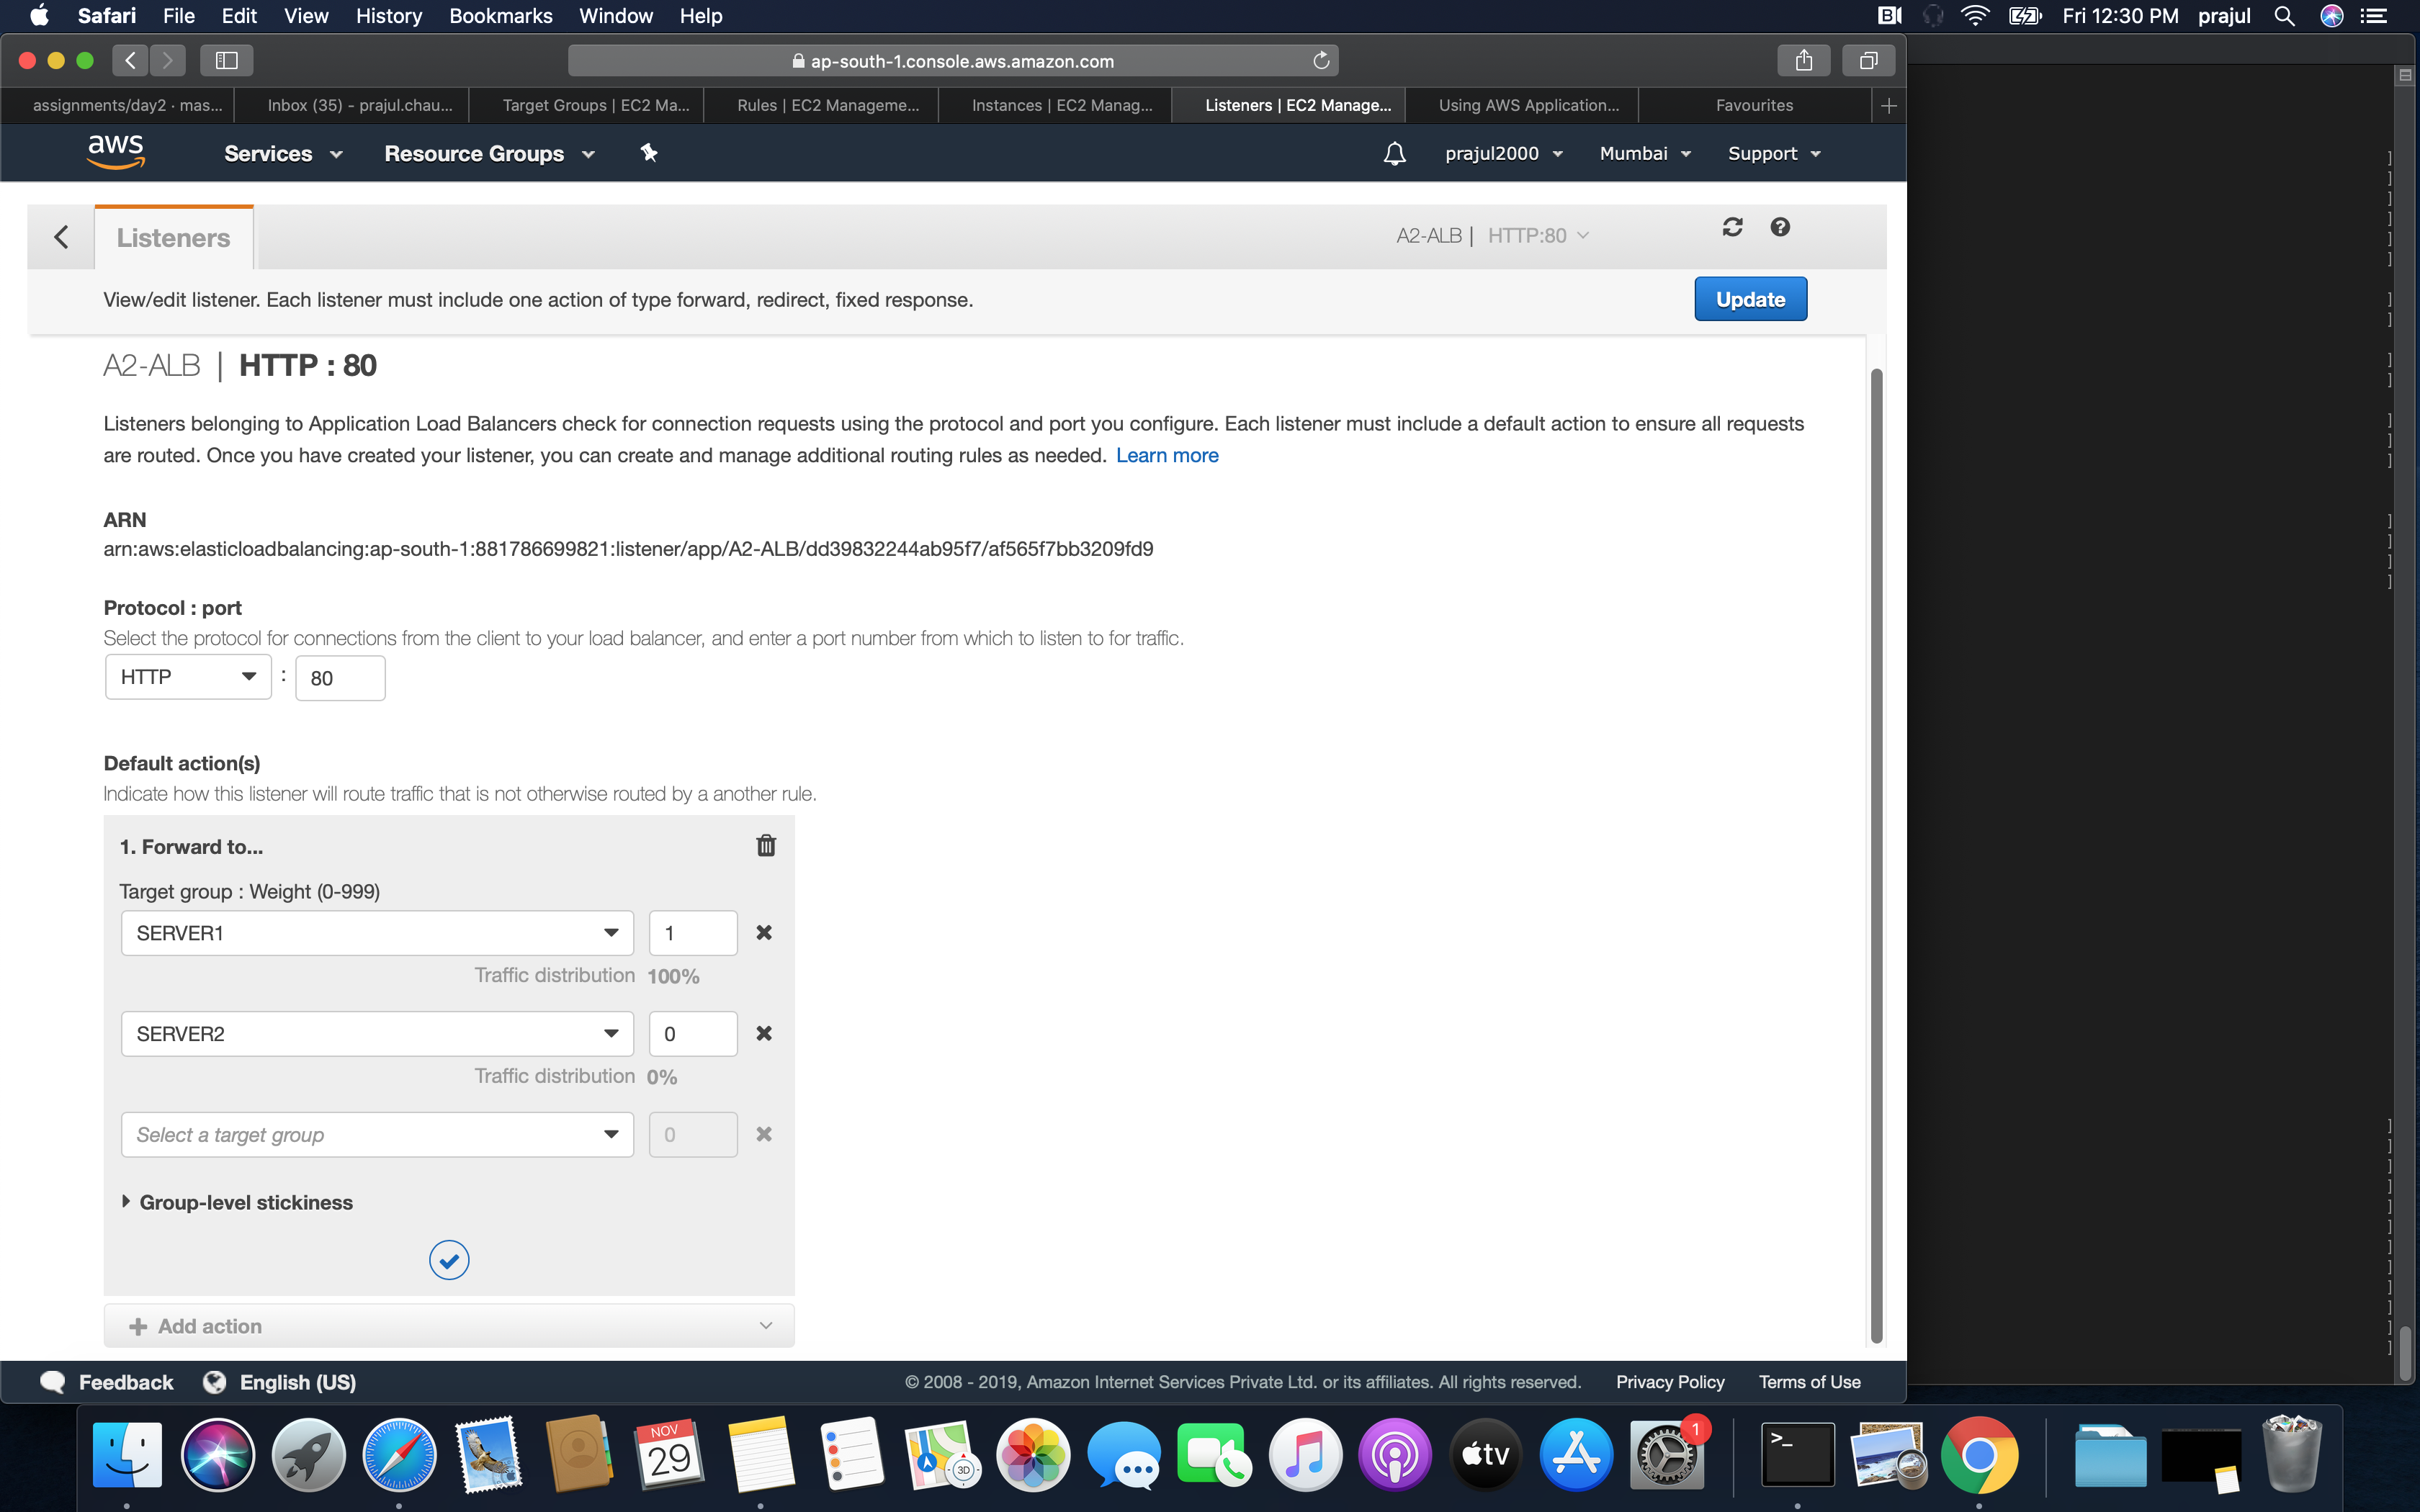 Safari File Edit View History Bookmarks Window Help Fri 12:30 PM prajul
ap-south-1.console.aws.amazon.com
assignments/day2 · mas... Inbox (35) - prajul.chau... Target Groups | EC2 Ma... Rules | EC2 Manageme... Instances | EC2 Manag... Listeners | EC2 Manage... Using AWS Application... Favourites
aws Services Resource Groups prajul2000 Mumbai Support
Listeners A2-ALB | HTTP:80
View/edit listener. Each listener must include one action of type forward, redirect, fixed response. Update
A2-ALB | HTTP : 80
Listeners belonging to Application Load Balancers check for connection requests using the protocol and port you configure. Each listener must include a default action to ensure all requests
are routed. Once you have created your listener, you can create and manage additional routing rules as needed. Learn more
ARN
arn:aws:elasticloadbalancing:ap-south-1:881786699821:listener/app/A2-ALB/dd39832244ab95f7/af565f7bb3209fd9
Protocol : port
Select the protocol for connections from the client to your load balancer, and enter a port number from which to listen to for traffic.
HTTP : 80
Default action(s)
Indicate how this listener will route traffic that is not otherwise routed by a another rule.
1. Forward to...
Target group : Weight (0-999)
SERVER1 1
Traffic distribution 100%
SERVER2 0
Traffic distribution 0%
Select a target group 0
Group-level stickiness
Add action
Feedback English (US) © 2008 - 2019, Amazon Internet Services Private Ltd. or its affiliates. All rights reserved. Privacy Policy Terms of Use
NOV
29
3D
tv
1
>_